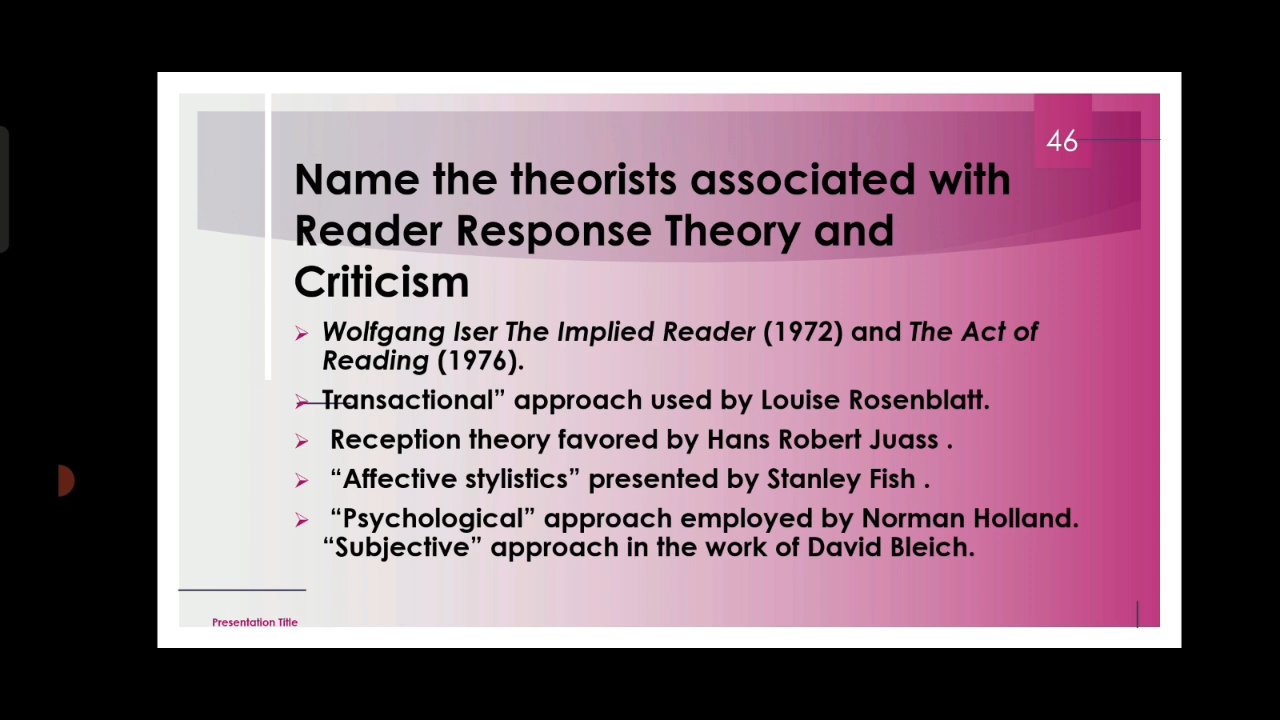 46
Name the theorists associated with
Reader Response Theory and
Criticism
Wolfgang Iser The Implied Reader (1972) and The Act of
Reading (1976).
Transactional” approach used by Louise Rosenblatt.
Reception theory favored by Hans Robert Juass .
“Affective stylistics” presented by Stanley Fish .
“Psychological” approach employed by Norman Holland.
“Subjective” approach in the work of David Bleich.
Presentation Title